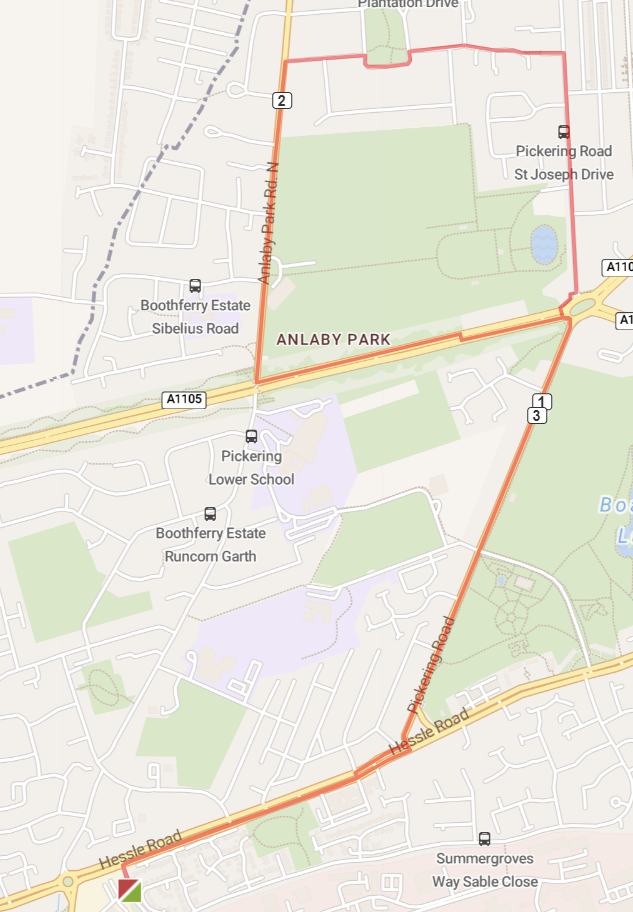 Plantation Drive
2
Pickering Road
St Joseph Drive
Anlaby Park Rd. N
Boothferry Estate
Sibelius Road
ANLABY PARK
A110
A1
A1105
1
3
Pickering
Lower School
Boothferry Estate
Runcorn Garth
Boa
L
Pickering Road
Hessle Road
Hessle Road
Summergroves
Way Sable Close